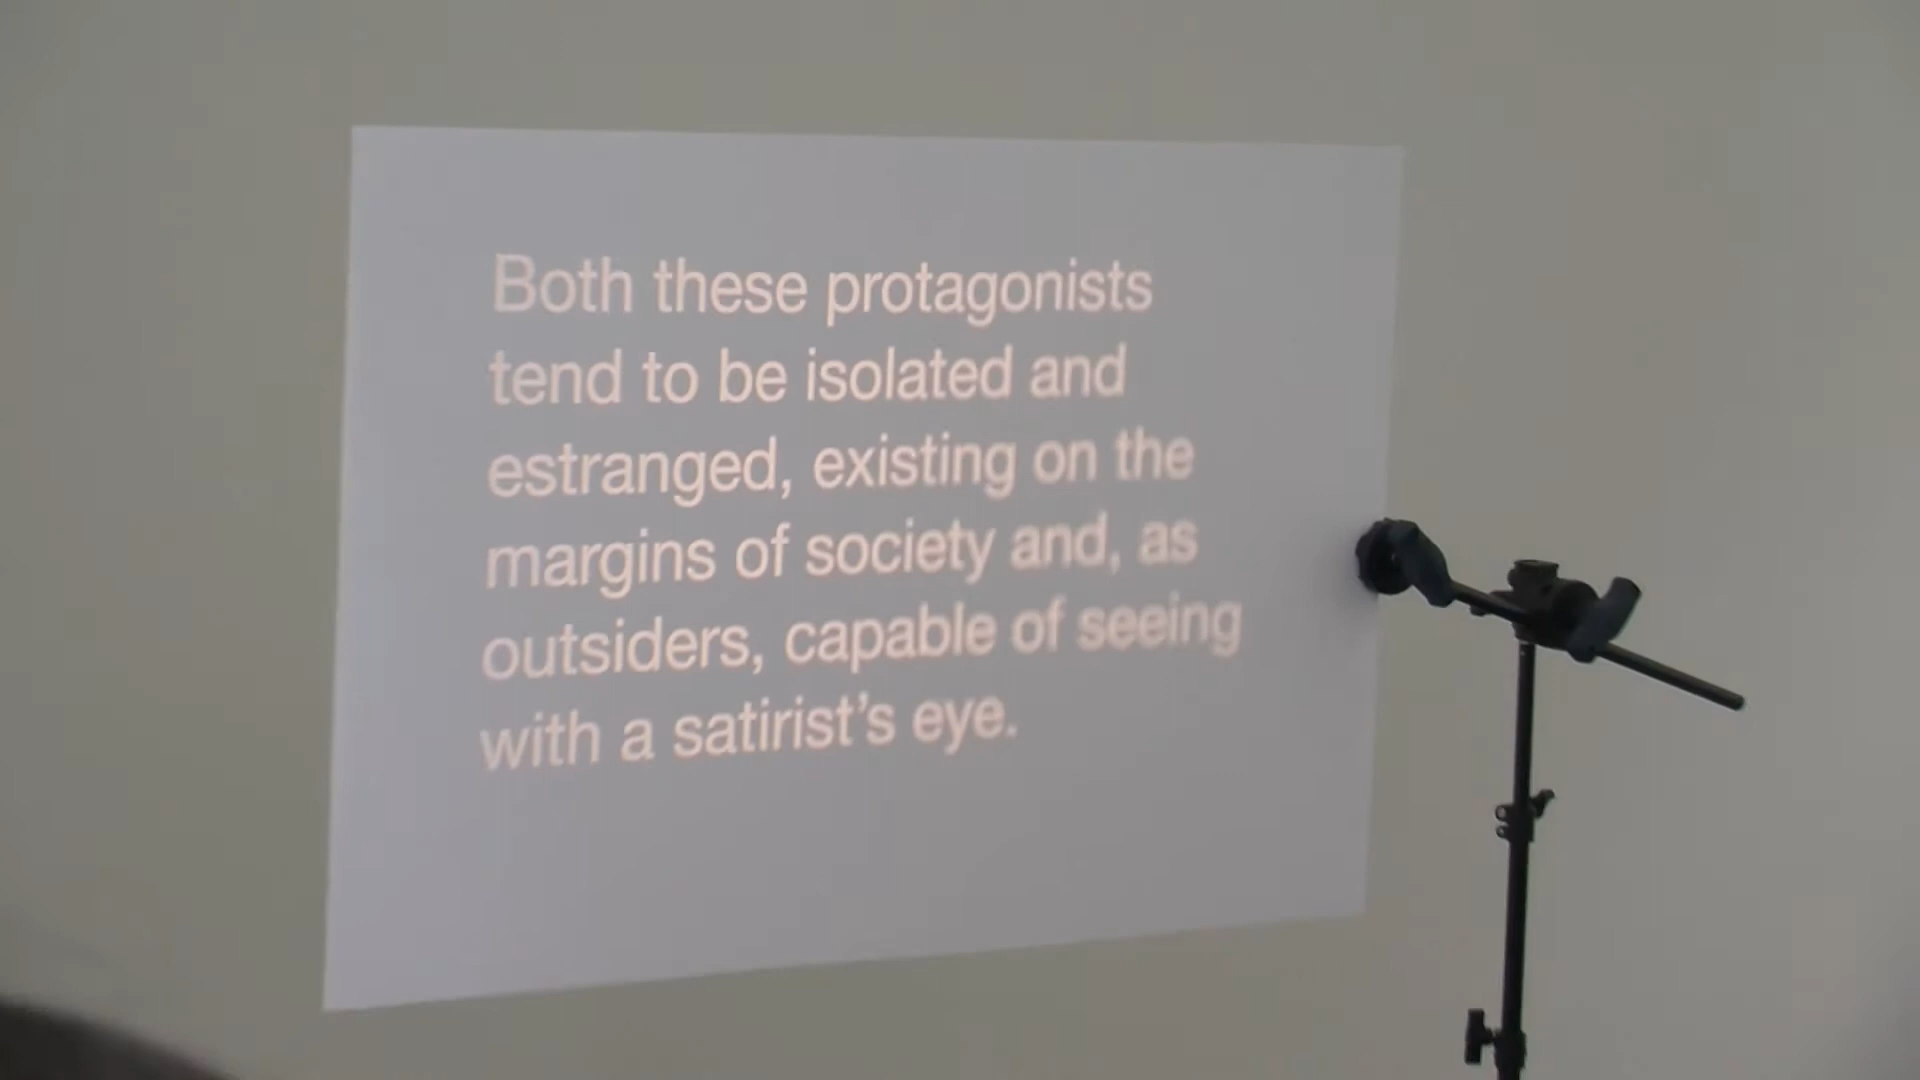 Both these protagonists
tend to be isolated and
estranged, existing on the
margins of society and, as
outsiders, capable of seeing
with a satirist’s eye.